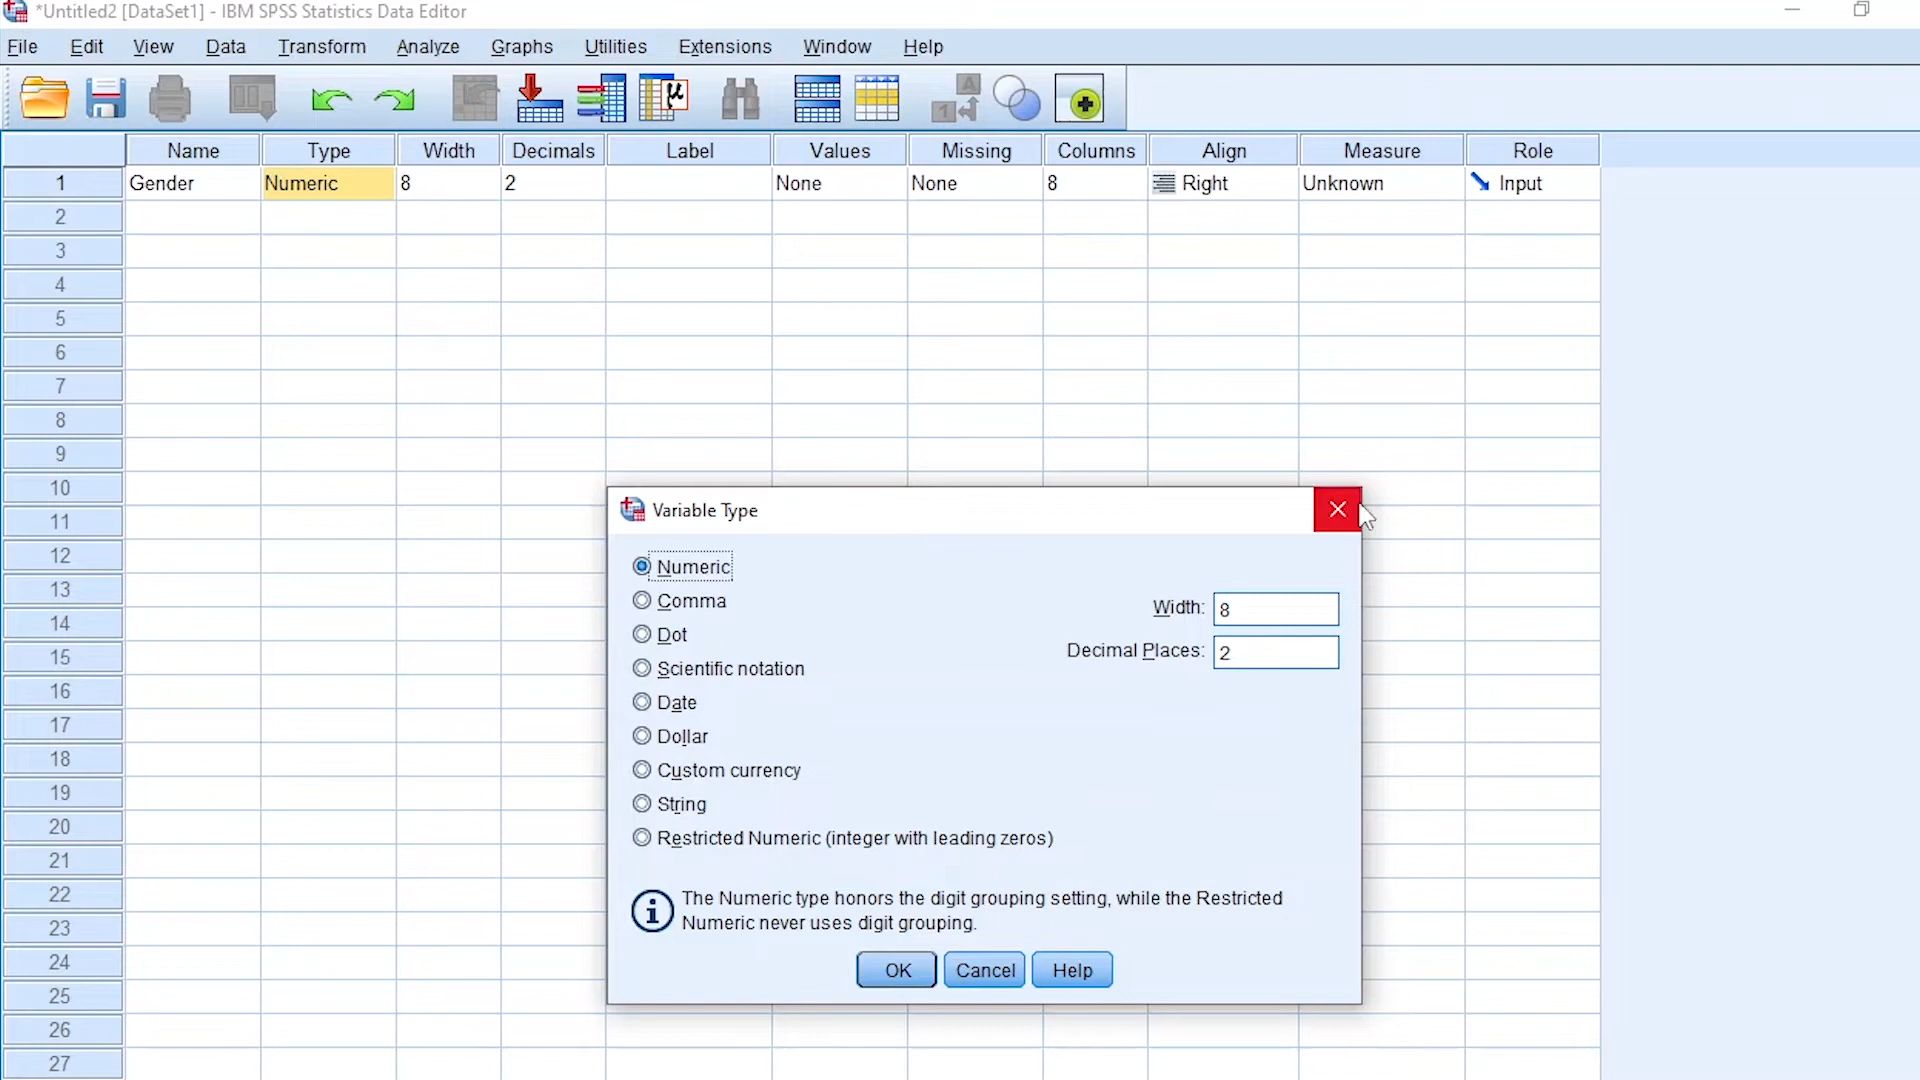 *Untitled2 [DataSet1] - IBM SPSS Statistics Data Editor
File Edit View Data Transform Analyze Graphs Utilities Extensions Window Help
Name Type Width Decimals Label Values Missing Columns Align Measure Role
1 Gender Numeric 8 2 None None 8 Right Unknown Input
2
3
4
5
6
7
8
9
10
11
12
13
14
15
16
17
18
19
20
21
22
23
24
25
26
27
Variable Type
Numeric
Comma
Dot
Scientific notation
Date
Dollar
Custom currency
String
Restricted Numeric (integer with leading zeros)
Width: 8
Decimal Places: 2
The Numeric type honors the digit grouping setting, while the Restricted
Numeric never uses digit grouping.
OK Cancel Help